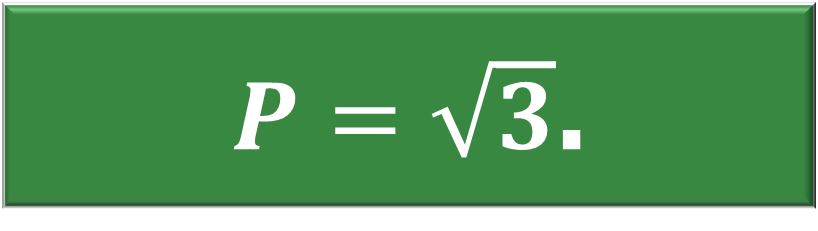 P = √3.